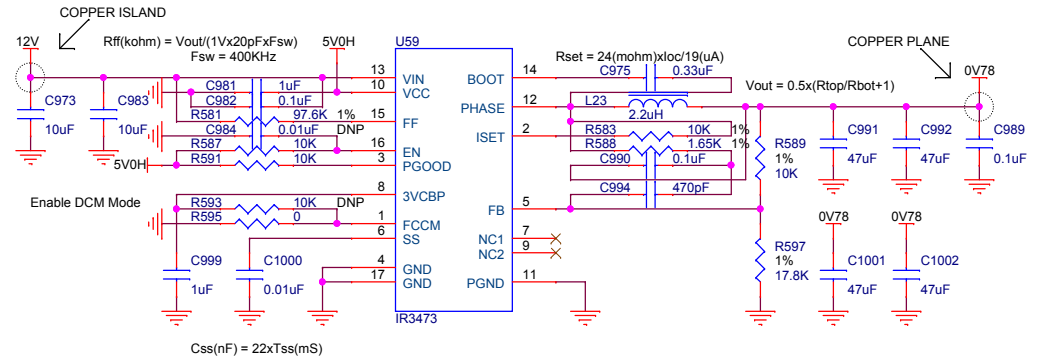 COPPER ISLAND
12V
Rff(kohm) = Vout/(1Vx20pFxFsw)
Fsw = 400KHz
5V0H
U59
IR3473
Rset = 24(mohm)xIoc/19(uA)
COPPER PLANE
0V78
Vout = 0.5x(Rtop/Rbot+1)
C973
10uF
C983
10uF
C981 1uF
C982 0.1uF
R581 97.6K 1%
C984 0.01uF
DNP
R587 10K
R591 10K
5V0H
13 VIN
10 VCC
15 FF
16 EN
3 PGOOD
8 3VCBP
1 FCCM
6 SS
4 GND
17 GND
BOOT 14
PHASE 12
ISET 2
FB 5
NC1 7
NC2 9
PGND 11
C975 0.33uF
L23
2.2uH
R583 10K 1%
R588 1.65K 1%
C990 0.1uF
C994 470pF
R589
1%
10K
C991
47uF
C992
47uF
C989
0.1uF
Enable DCM Mode
R593 10K DNP
R595 0
C999
1uF
C1000
0.01uF
R597
1%
17.8K
0V78
0V78
C1001
47uF
C1002
47uF
Css(nF) = 22xTss(mS)